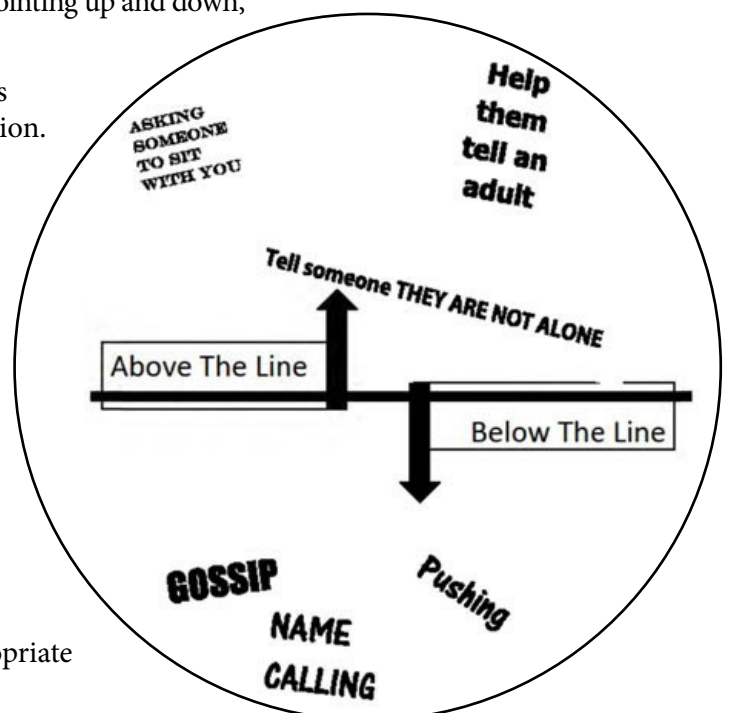 pointing up and down,
s
ion.
ASKING
SOMEONE
TO SIT
WITH YOU
Help
them
tell an
adult
Tell someone THEY ARE NOT ALONE
Above The Line
Below The Line
GOSSIP
Pushing
NAME
CALLING
opriate